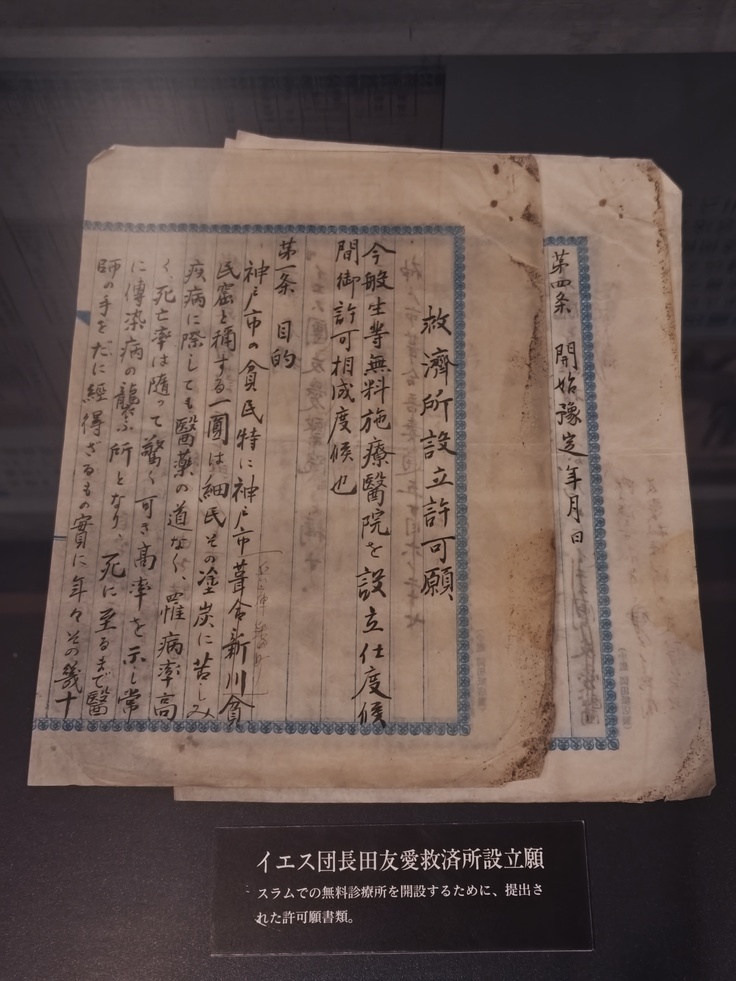 第四条　開始豫定年月日
救濟所設立許可願
今般生等無料施療醫院を設立仕度候
間御許可相成度候也
第一条　目的
神戸市の貧民特に神戸市葺合新川貧
民窟と稱する一圓は細民その塗炭に苦しみ
疾病に際しても醫藥の道なく、罹病率高
く、死亡率は隨って驚く可き高率を示し常
に傳染病の襲ふ所となり、死に至るまで醫
師の手をだに經得ざるもの實に年々その幾十
イエス団長田友愛救済所設立願
スラムでの無料診療所を開設するために、提出さ
れた許可願書類。